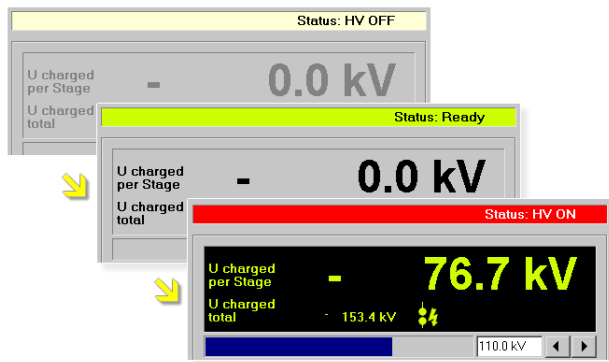 Status: HV OFF
U charged
per Stage
- 0.0 kV
U charged
total
Status: Ready
U charged
per Stage
- 0.0 kV
U charged
total
Status: HV ON
U charged
per Stage
- 76.7 kV
U charged
total
- 153.4 kV
110.0 kV